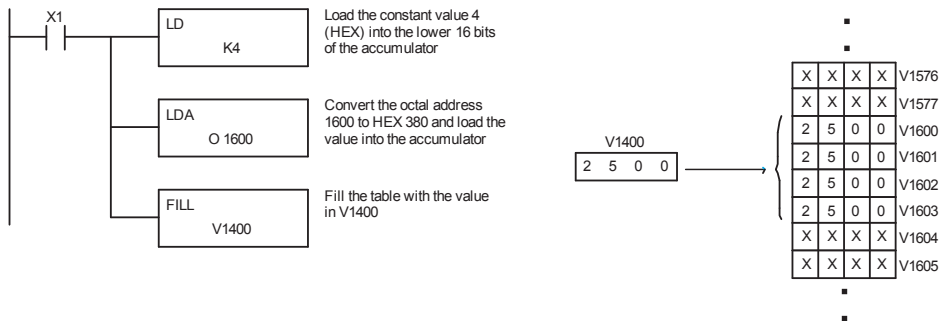 X1
LD
K4
Load the constant value 4
(HEX) into the lower 16 bits
of the accumulator
LDA
O 1600
Convert the octal address
1600 to HEX 380 and load the
value into the accumulator
FILL
V1400
Fill the table with the value
in V1400
V1400
2 5 0 0
X X X X V1576
X X X X V1577
2 5 0 0 V1600
2 5 0 0 V1601
2 5 0 0 V1602
2 5 0 0 V1603
X X X X V1604
X X X X V1605